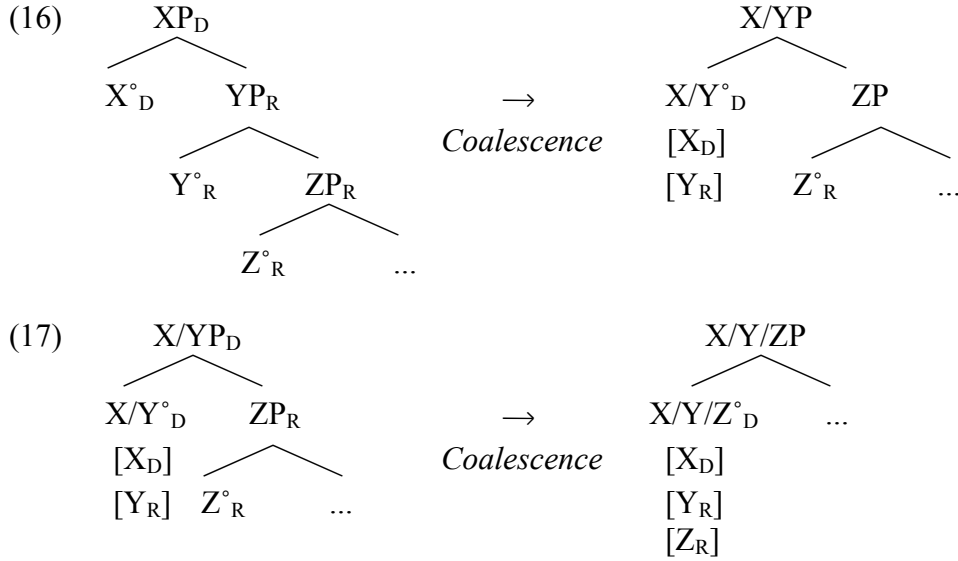 (16) XP_D X/YP
X°_D YP_R → X/Y°_D ZP
Coalescence [X_D]
Y°_R ZP_R [Y_R] Z°_R ...
Z°_R ...
(17) X/YP_D X/Y/ZP
X/Y°_D ZP_R → X/Y/Z°_D ...
[X_D] Coalescence [X_D]
[Y_R] Z°_R ... [Y_R]
[Z_R]